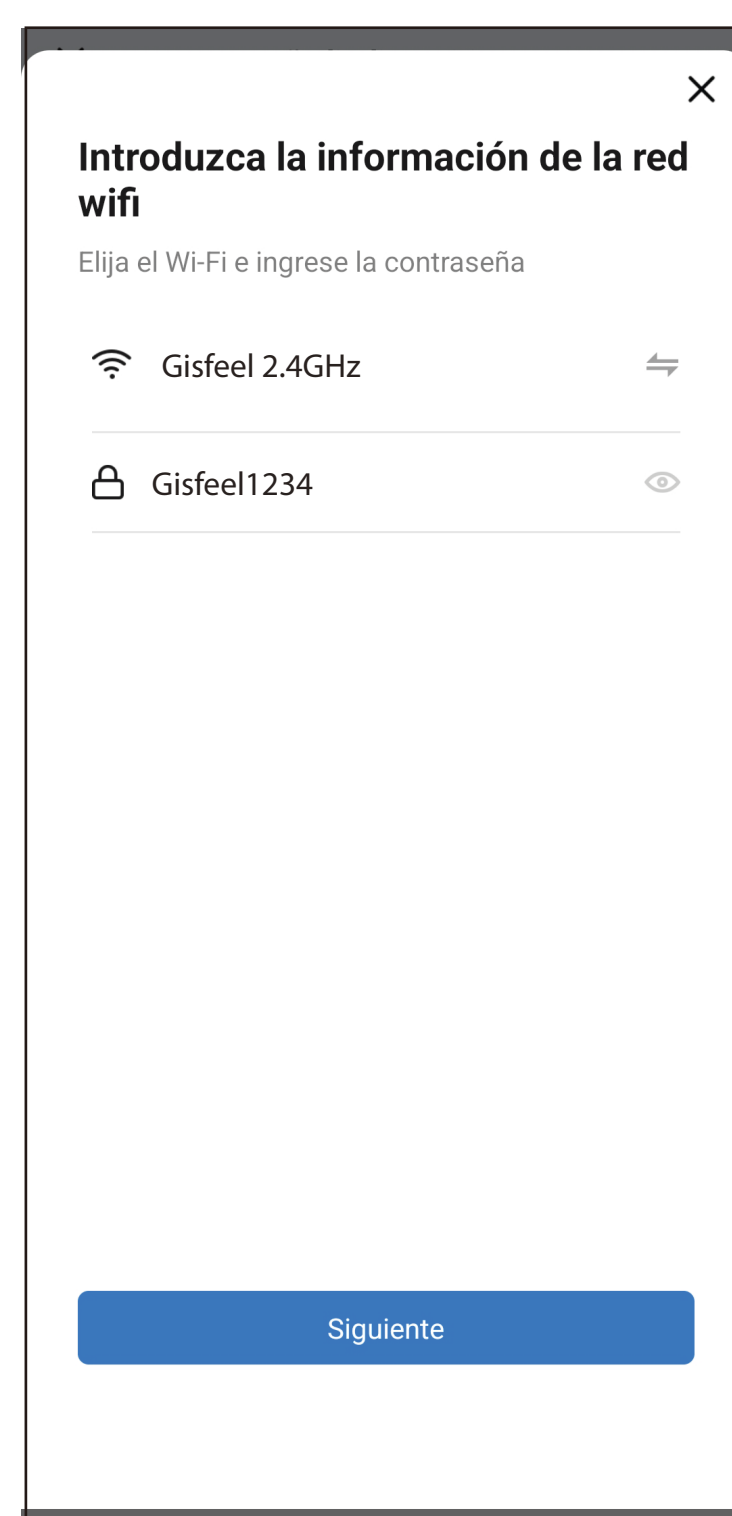 Introduzca la información de la red
wifi
Elija el Wi-Fi e ingrese la contraseña
Gisfeel 2.4GHz
Gisfeel1234
Siguiente